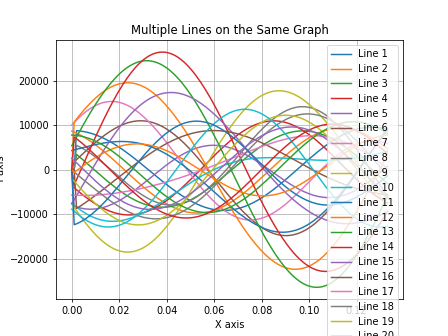 Multiple Lines on the Same Graph
20000
10000
0
−10000
−20000
0.00
0.02
0.04
0.06
0.08
0.10
X axis
Line 1
Line 2
Line 3
Line 4
Line 5
Line 6
Line 7
Line 8
Line 9
Line 10
Line 11
Line 12
Line 13
Line 14
Line 15
Line 16
Line 17
Line 18
Line 19